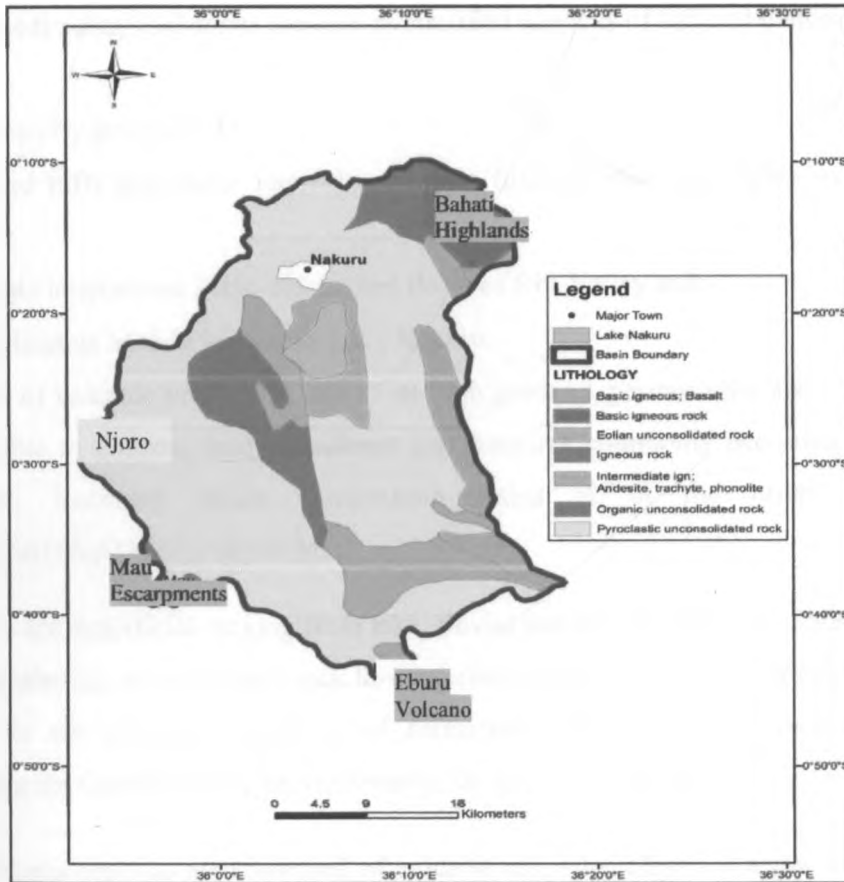 36°0'0"E 36°10'0"E 36°20'0"E 36°30'0"E
N
W E
S
0°10'0"S 0°10'0"S
Bahati
Highlands
Nakuru
Legend
Major Town
Lake Nakuru
Basin Boundary
LITHOLOGY
Basic igneous; Basalt
Basic igneous rock
Eolian unconsolidated rock
Igneous rock
Intermediate ign;
Andesite, trachyte, phonolite
Organic unconsolidated rock
Pyroclastic unconsolidated rock
0°20'0"S 0°20'0"S
Njoro
0°30'0"S 0°30'0"S
Mau
Escarpments
0°40'0"S 0°40'0"S
Eburu
Volcano
0°50'0"S 0°50'0"S
0 4.5 9 18
Kilometers
36°0'0"E 36°10'0"E 36°20'0"E 36°30'0"E